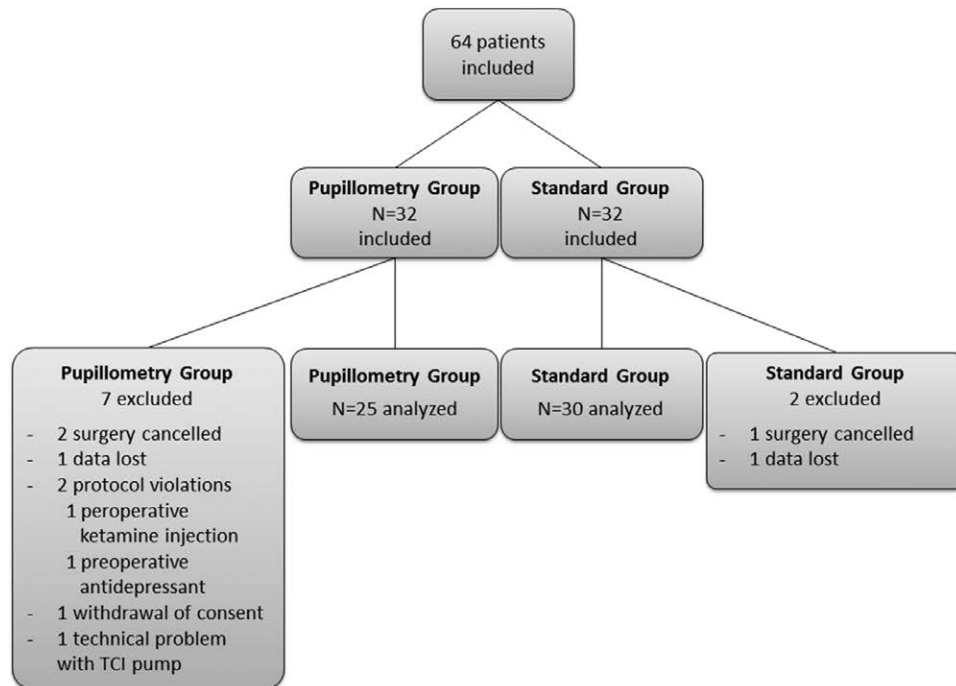 64 patients
included
Pupillometry Group
N=32
included
Standard Group
N=32
included
Pupillometry Group
7 excluded
- 2 surgery cancelled
- 1 data lost
- 2 protocol violations
1 peroperative
ketamine injection
1 preoperative
antidepressant
- 1 withdrawal of consent
- 1 technical problem
with TCI pump
Pupillometry Group
N=25 analyzed
Standard Group
N=30 analyzed
Standard Group
2 excluded
- 1 surgery cancelled
- 1 data lost